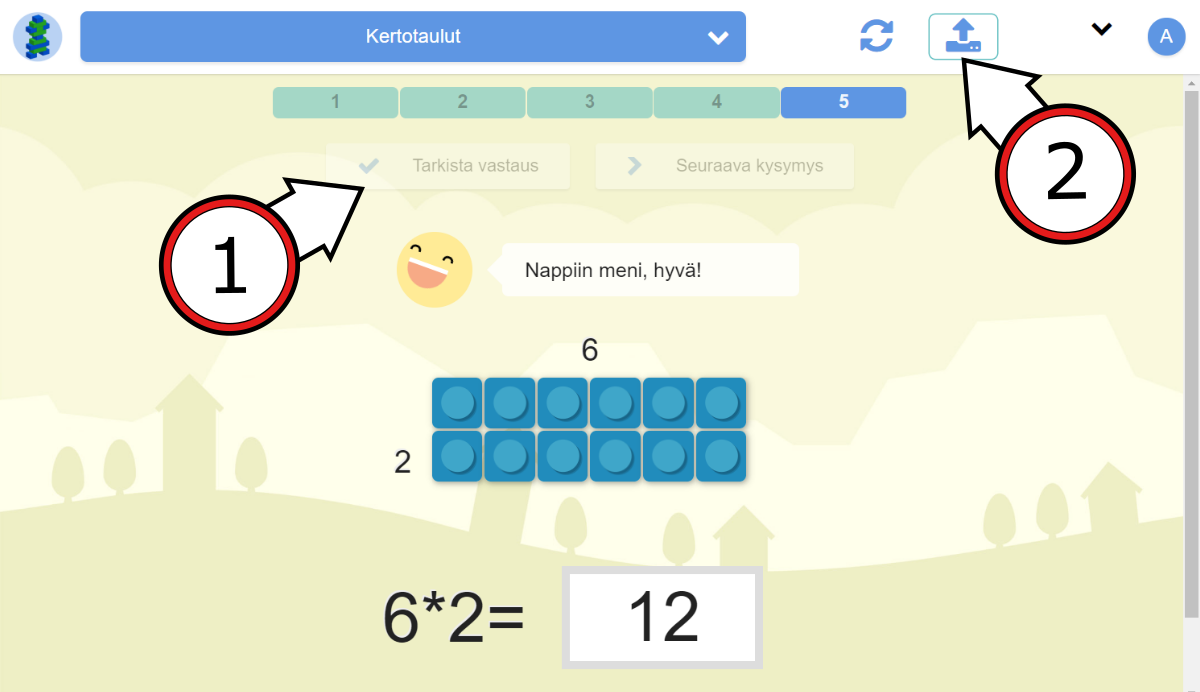 Kertotaulut
A
1 2 3 4 5
Tarkista vastaus Seuraava kysymys
2
1
Nappiin meni, hyvä!
6
2
6*2= 12